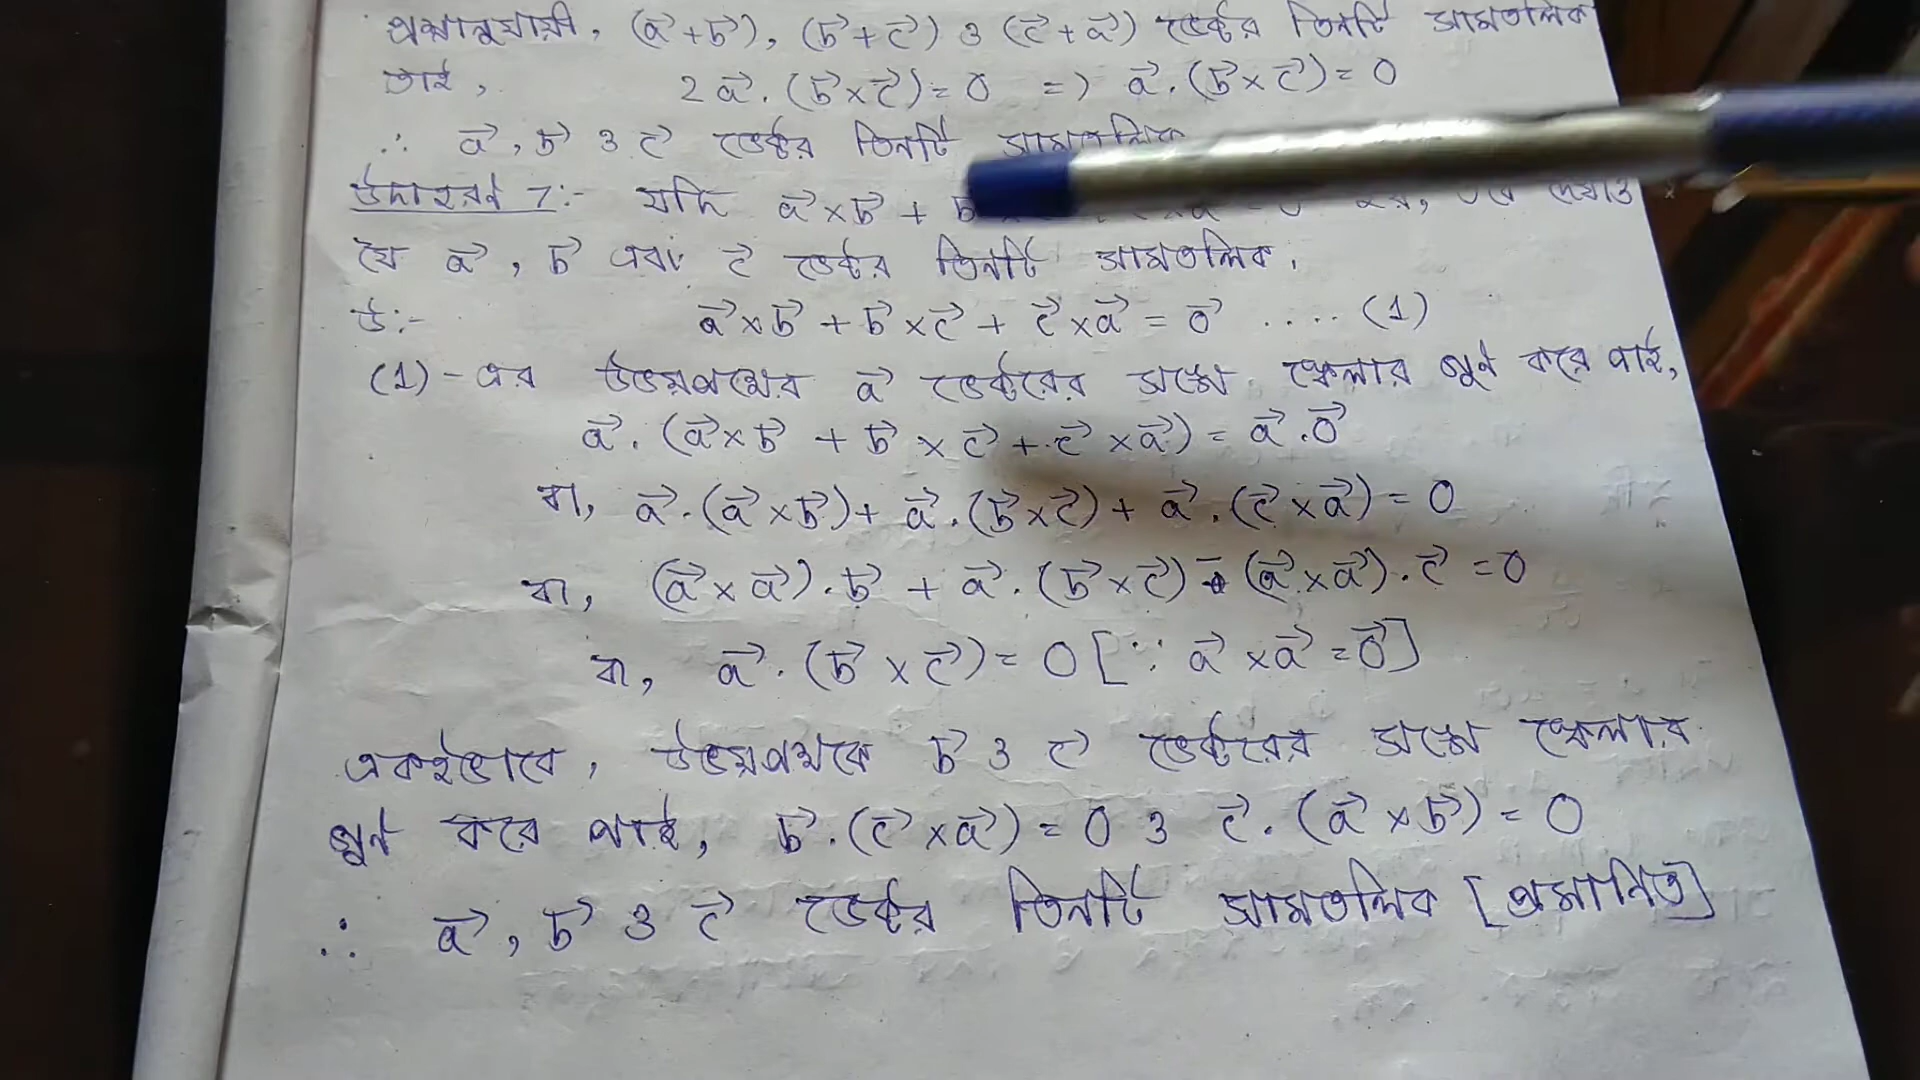 প্রশ্নানুযায়ী, (a⃗+b⃗), (b⃗+c⃗) ও (c⃗+a⃗) ভেক্টর তিনটি সামতলিক
তাই, 2a⃗.(b⃗×c⃗)=0 => a⃗.(b⃗×c⃗)=0
∴ a⃗, b⃗ ও c⃗ ভেক্টর তিনটি সামতলিক
উদাহরণ 7:- যদি a⃗×b⃗ + দেখাও
যে a⃗, b⃗ এবং c⃗ ভেক্টর তিনটি সামতলিক.
উ:- a⃗×b⃗ + b⃗×c⃗ + c⃗×a⃗ = 0⃗ ..... (1)
(1)-এর উভয়পক্ষের a⃗ ভেক্টরের সঙ্গে স্কেলার গুণ করে পাই,
a⃗.(a⃗×b⃗ + b⃗×c⃗ + c⃗×a⃗) = a⃗.0⃗
বা, a⃗.(a⃗×b⃗)+ a⃗.(b⃗×c⃗)+ a⃗.(c⃗×a⃗) = 0
বা, (a⃗×a⃗).b⃗ + a⃗.(b⃗×c⃗) - (a⃗×a⃗).c⃗ = 0
বা, a⃗.(b⃗×c⃗)= 0 [∵ a⃗×a⃗ = 0⃗]
একইভাবে, উভয়পক্ষকে b⃗ ও c⃗ ভেক্টরের সঙ্গে স্কেলার
গুণ করে পাই, b⃗.(c⃗×a⃗) = 0 ও c⃗.(a⃗×b⃗) = 0
∴ a⃗, b⃗ ও c⃗ ভেক্টর তিনটি সামতলিক [প্রমাণিত]